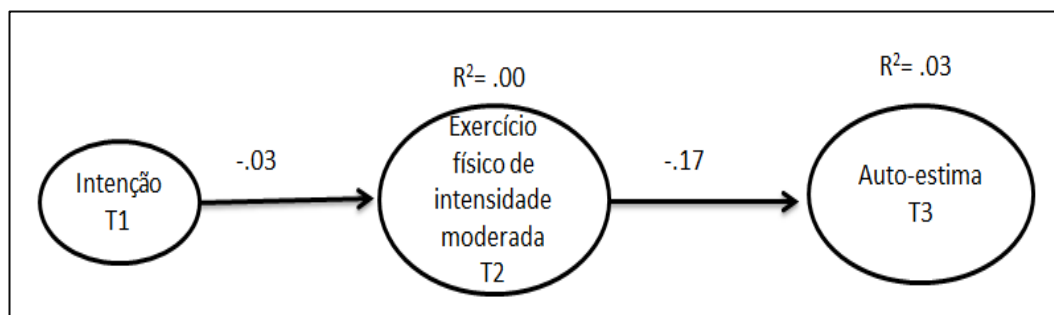 R²= .00
R²= .03
Intenção
T1
-.03
Exercício
físico de
intensidade
moderada
T2
-.17
Auto-estima
T3